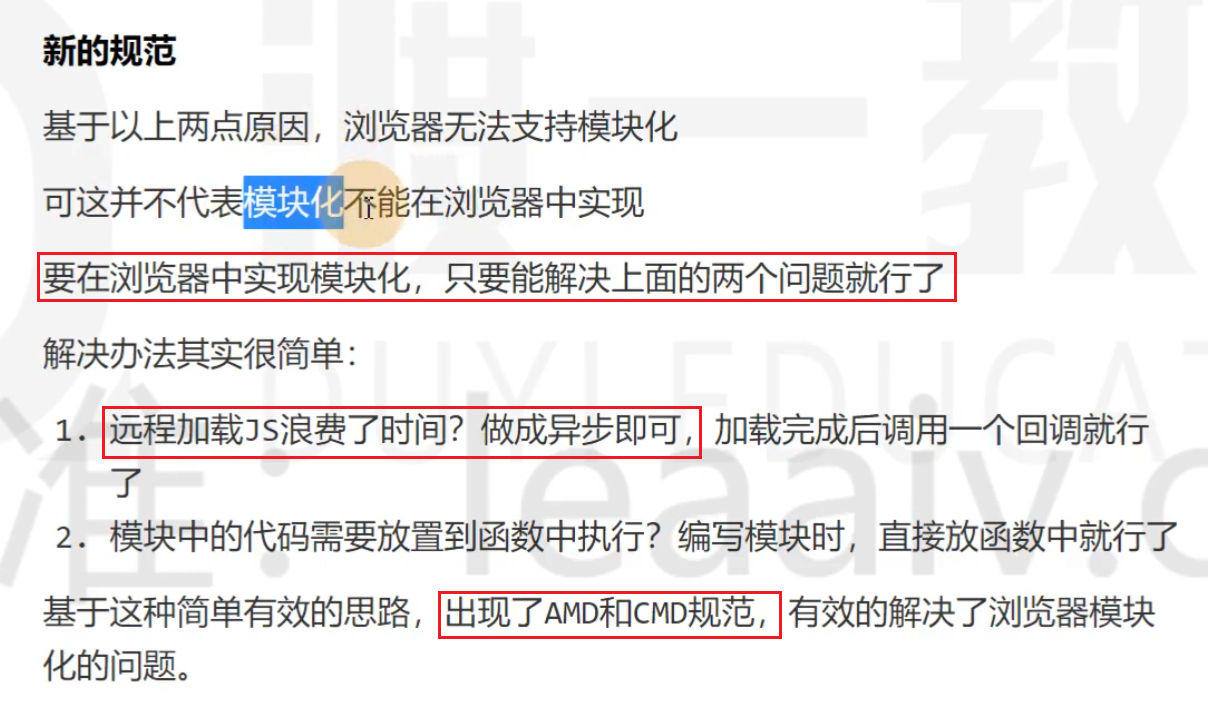 新的规范
基于以上两点原因，浏览器无法支持模块化
可这并不代表模块化不能在浏览器中实现
要在浏览器中实现模块化，只要能解决上面的两个问题就行了
解决办法其实很简单：
1. 远程加载JS浪费了时间？做成异步即可，加载完成后调用一个回调就行
了
2. 模块中的代码需要放置到函数中执行？编写模块时，直接放函数中就行了
基于这种简单有效的思路，出现了AMD和CMD规范，有效的解决了浏览器模块
化的问题。